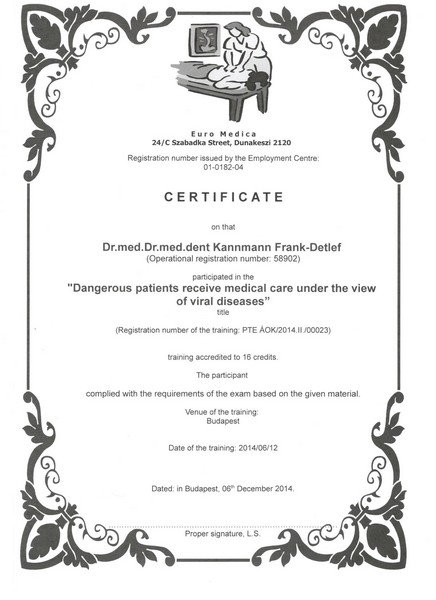 Euro Medica
24/C Szabadka Street, Dunakeszi 2120
Registration number issued by the Employment Centre:
01-0182-04
CERTIFICATE
on that
Dr.med.Dr.med.dent Kannmann Frank-Detlef
(Operational registration number: 58902)
participated in the
"Dangerous patients receive medical care under the view
of viral diseases”
title
(Registration number of the training: PTE ÁOK/2014.II./00023)
training accredited to 16 credits.
The participant
complied with the requirements of the exam based on the given material.
Venue of the training:
Budapest
Date of the training: 2014/06/12
Dated: in Budapest, 06th December 2014.
Proper signature, L.S.